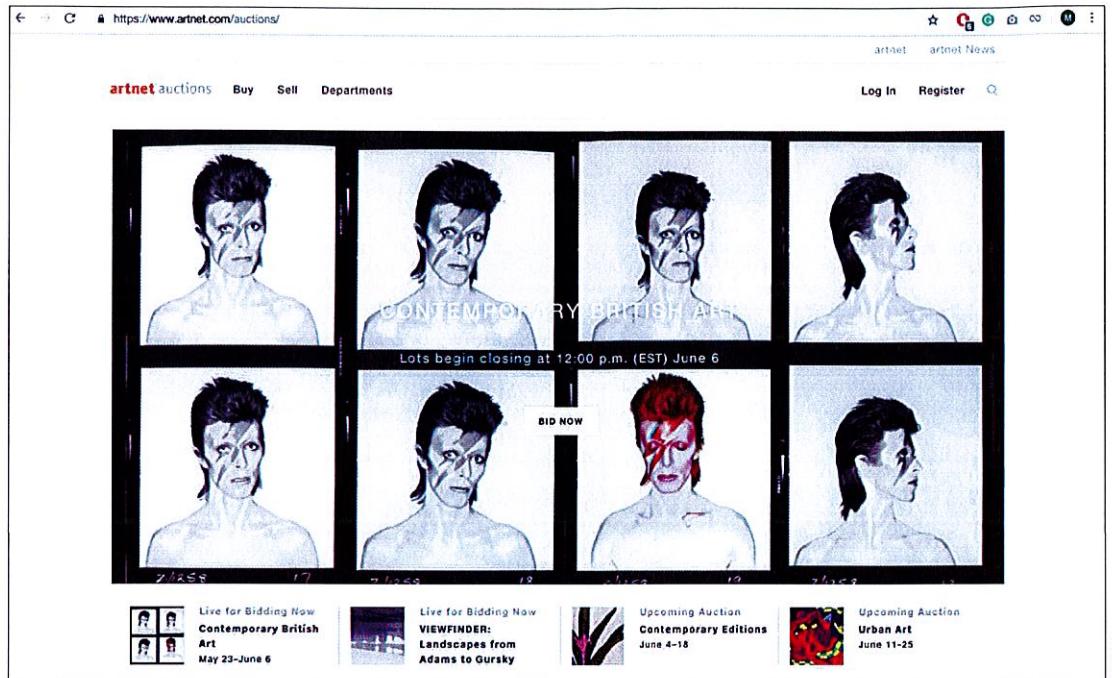 https://www.artnet.com/auctions/
M
artnet artnet News
artnet auctions Buy Sell Departments
Log In Register
CONTEMPORARY BRITISH ART
Lots begin closing at 12:00 p.m. (EST) June 6
BID NOW
17
18
19
Live for Bidding Now
Contemporary British
Art
May 23–June 6
Live for Bidding Now
VIEWFINDER:
Landscapes from
Adams to Gursky
Upcoming Auction
Contemporary Editions
June 4–18
Upcoming Auction
Urban Art
June 11–25